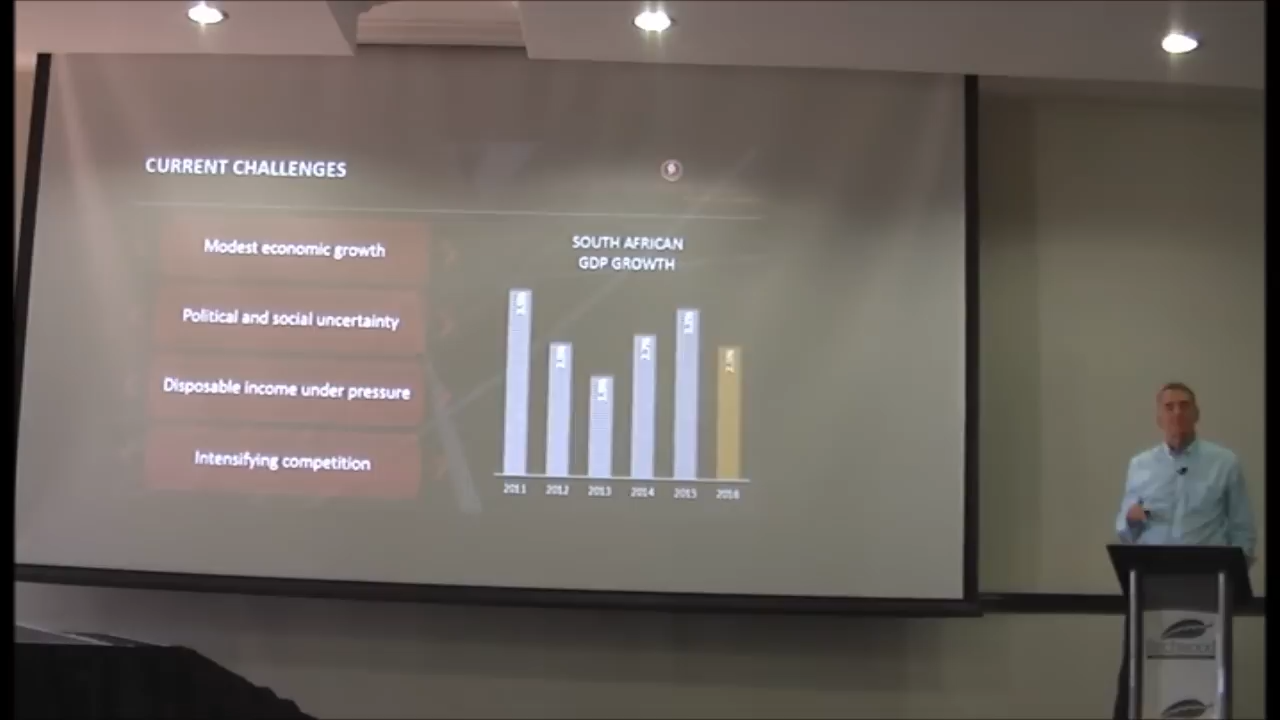 CURRENT CHALLENGES
Modest economic growth
Political and social uncertainty
Disposable income under pressure
Intensifying competition
SOUTH AFRICAN
GDP GROWTH
2011 2012 2013 2014 2015 2016